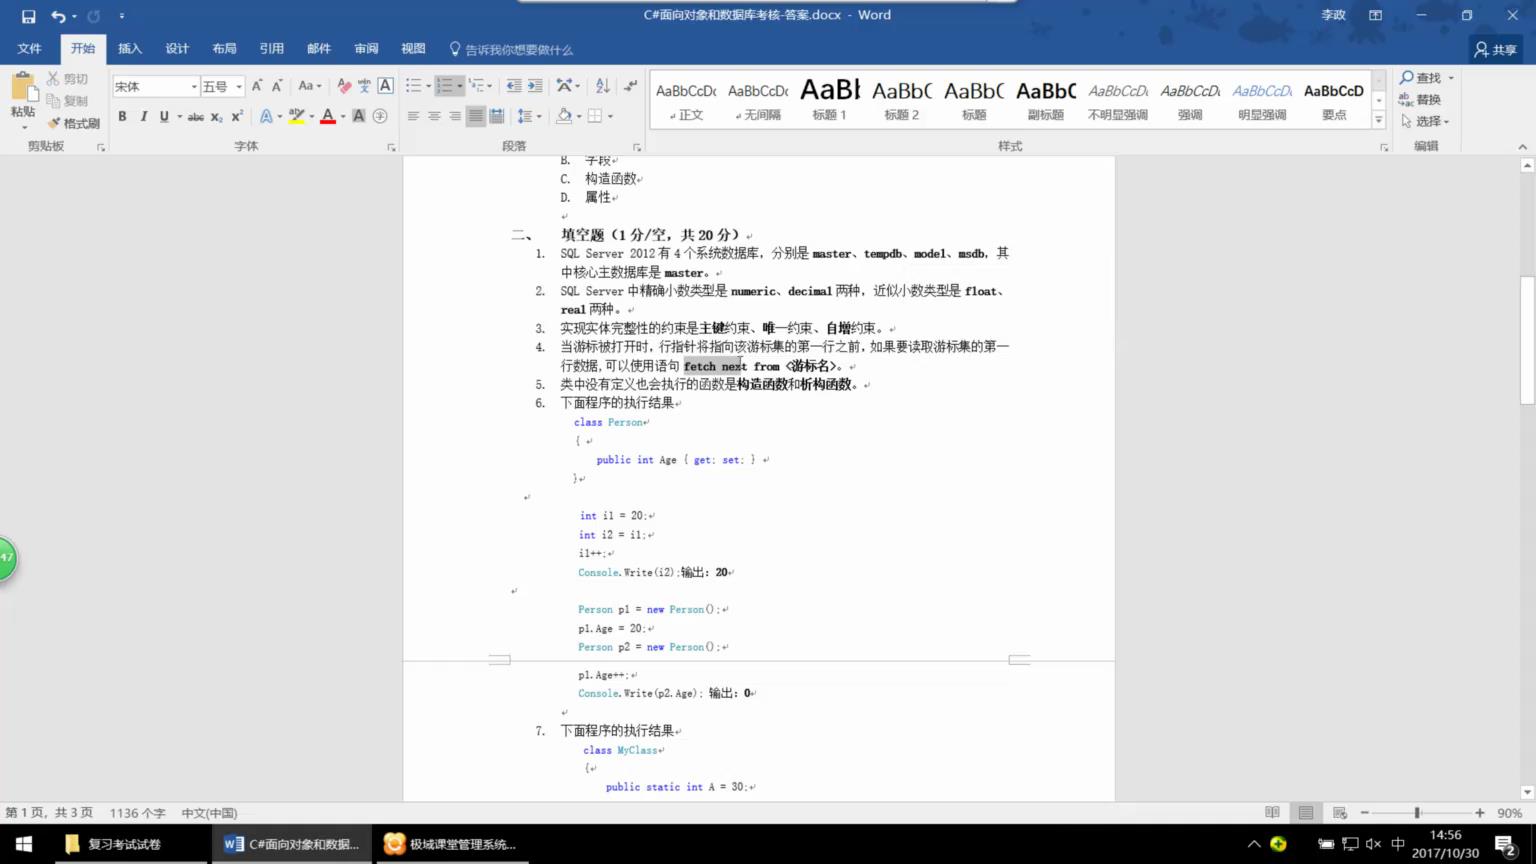 C#面向对象和数据库考核-答案.docx - Word
李政
文件 开始 插入 设计 布局 引用 邮件 审阅 视图 告诉我你想要做什么
共享
粘贴 剪切 复制 格式刷
宋体 五号
AaBbCcDc AaBbCcDc AaBl AaBbC AaBbC AaBbC AaBbCcDi AaBbCcDi AaBbCcDi AaBbCcD
正文 无间隔 标题 1 标题 2 标题 副标题 不明显强调 强调 明显强调 要点
查找
替换
选择
剪贴板 字体 段落 样式 编辑
B. 字段
C. 构造函数
D. 属性
二、 填空题（1 分/空，共 20 分）
1. SQL Server 2012 有 4 个系统数据库，分别是 master、tempdb、model、msdb，其
中核心主数据库是 master。
2. SQL Server 中精确小数类型是 numeric、decimal 两种，近似小数类型是 float、
real 两种。
3. 实现实体完整性的约束是主键约束、唯一约束、自增约束。
4. 当游标被打开时，行指针将指向该游标集的第一行之前，如果要读取游标集的第一
行数据,可以使用语句 fetch next from <游标名>。
5. 类中没有定义也会执行的函数是构造函数和析构函数。
6. 下面程序的执行结果
class Person
{
public int Age { get; set; }
}
int i1 = 20;
int i2 = i1;
i1++;
Console.Write(i2);输出：20
Person p1 = new Person();
p1.Age = 20;
Person p2 = new Person();
p1.Age++;
Console.Write(p2.Age); 输出：0
7. 下面程序的执行结果
class MyClass
{
public static int A = 30;
47
第 1 页，共 3 页 1136 个字 中文(中国)
90%
复习考试试卷 C#面向对象和数据... 极域课堂管理系统...
中
14:56
2017/10/30
2